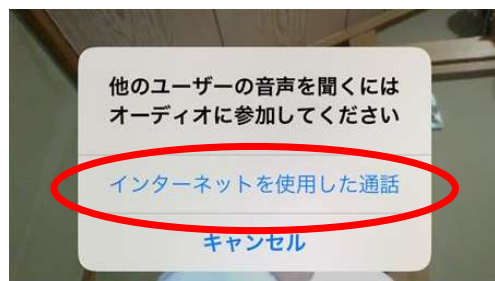 他のユーザーの音声を聞くには
オーディオに参加してください
インターネットを使用した通話
キャンセル